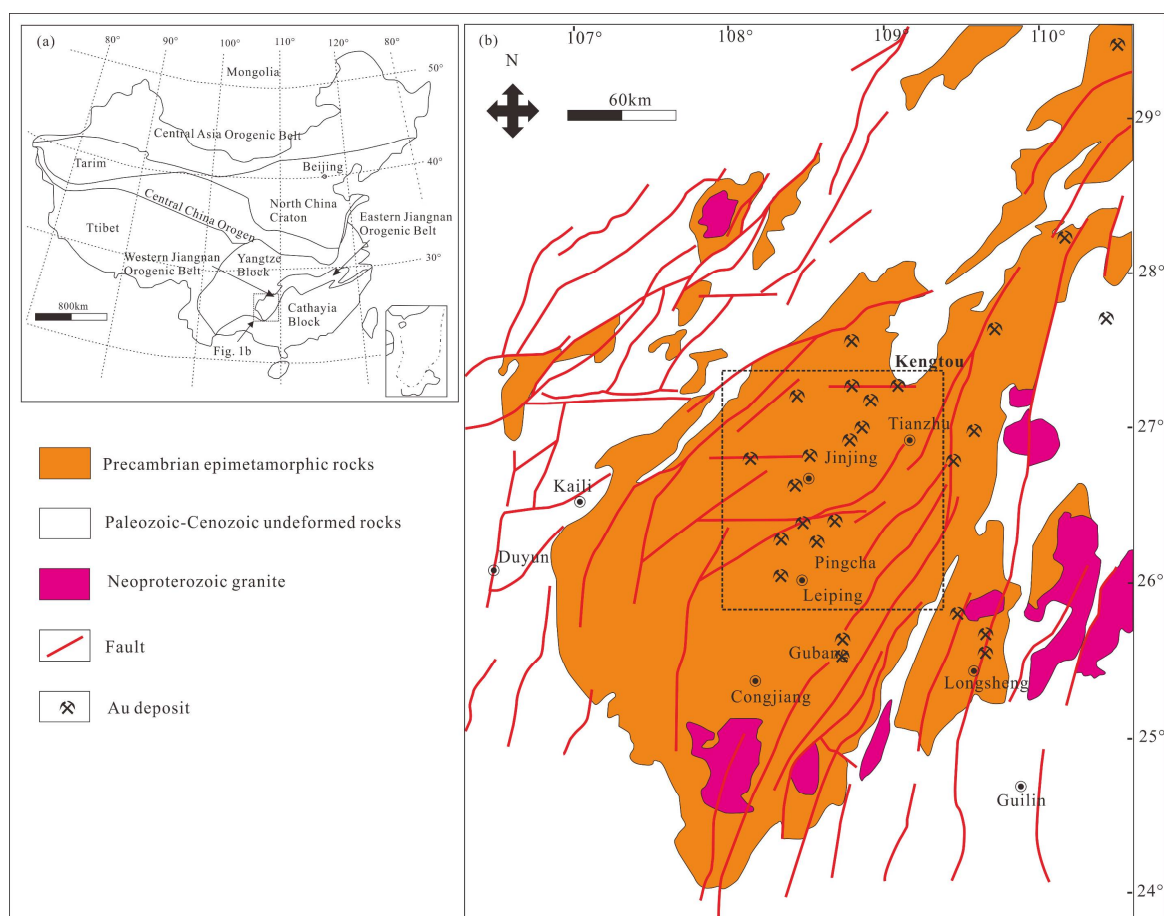 (a)
80°
90°
100°
110°
120°
80°
Mongolia
50°
Central Asia Orogenic Belt
Tarim
Beijing
40°
North China
Craton
Central China Orogen
Ttibet
Eastern Jiangnan
Orogenic Belt
Western Jiangnan
Orogenic Belt
Yangtze
Block
30°
Cathayia
Block
800km
Fig. 1b
Precambrian epimetamorphic rocks
Paleozoic-Cenozoic undeformed rocks
Neoproterozoic granite
Fault
Au deposit
(b)
107°
108°
109°
110°
N
60km
29°
28°
Kengtou
27°
Tianzhu
Jinjing
Kaili
Duyun
Pingcha
26°
Leiping
Gubang
Congjiang
Longsheng
25°
Guilin
24°